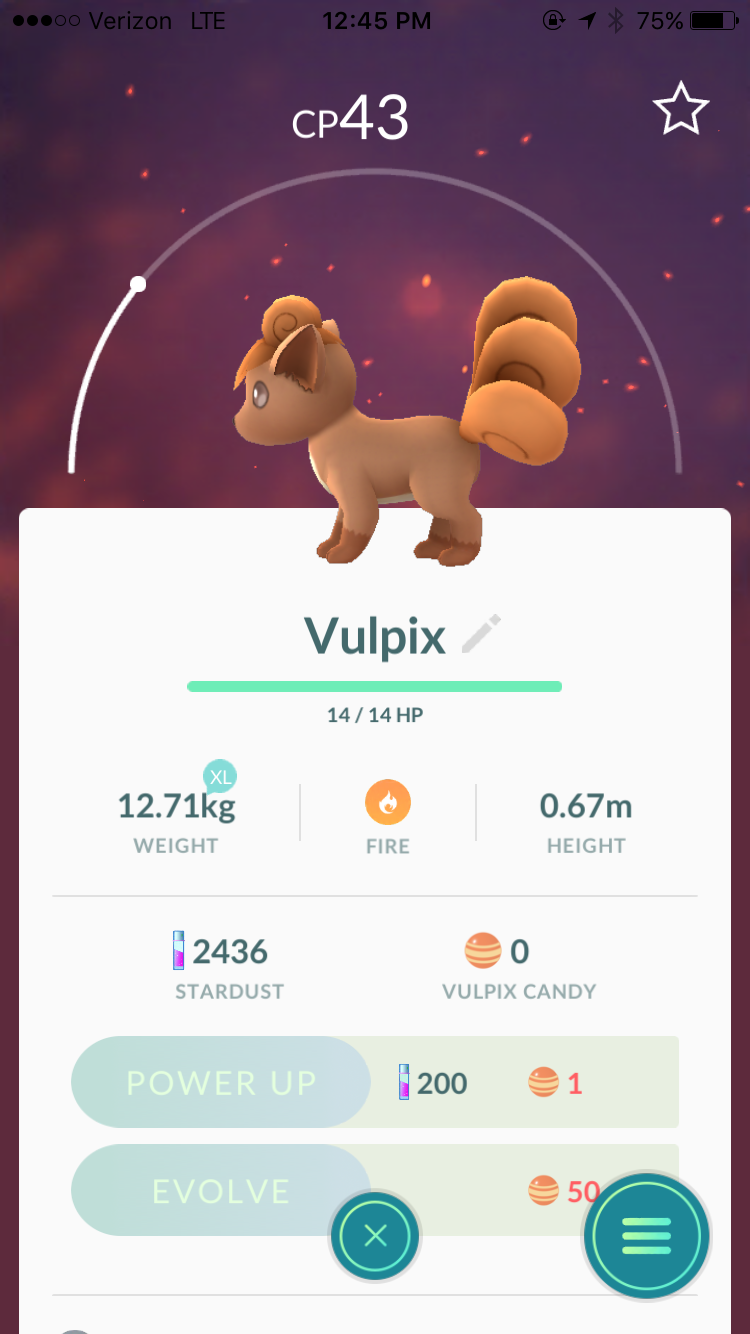 Verizon LTE 12:45 PM 75%
CP43
Vulpix
14 / 14 HP
XL
12.71kg 0.67m
WEIGHT FIRE HEIGHT
2436 0
STARDUST VULPIX CANDY
POWER UP 200 1
EVOLVE 50